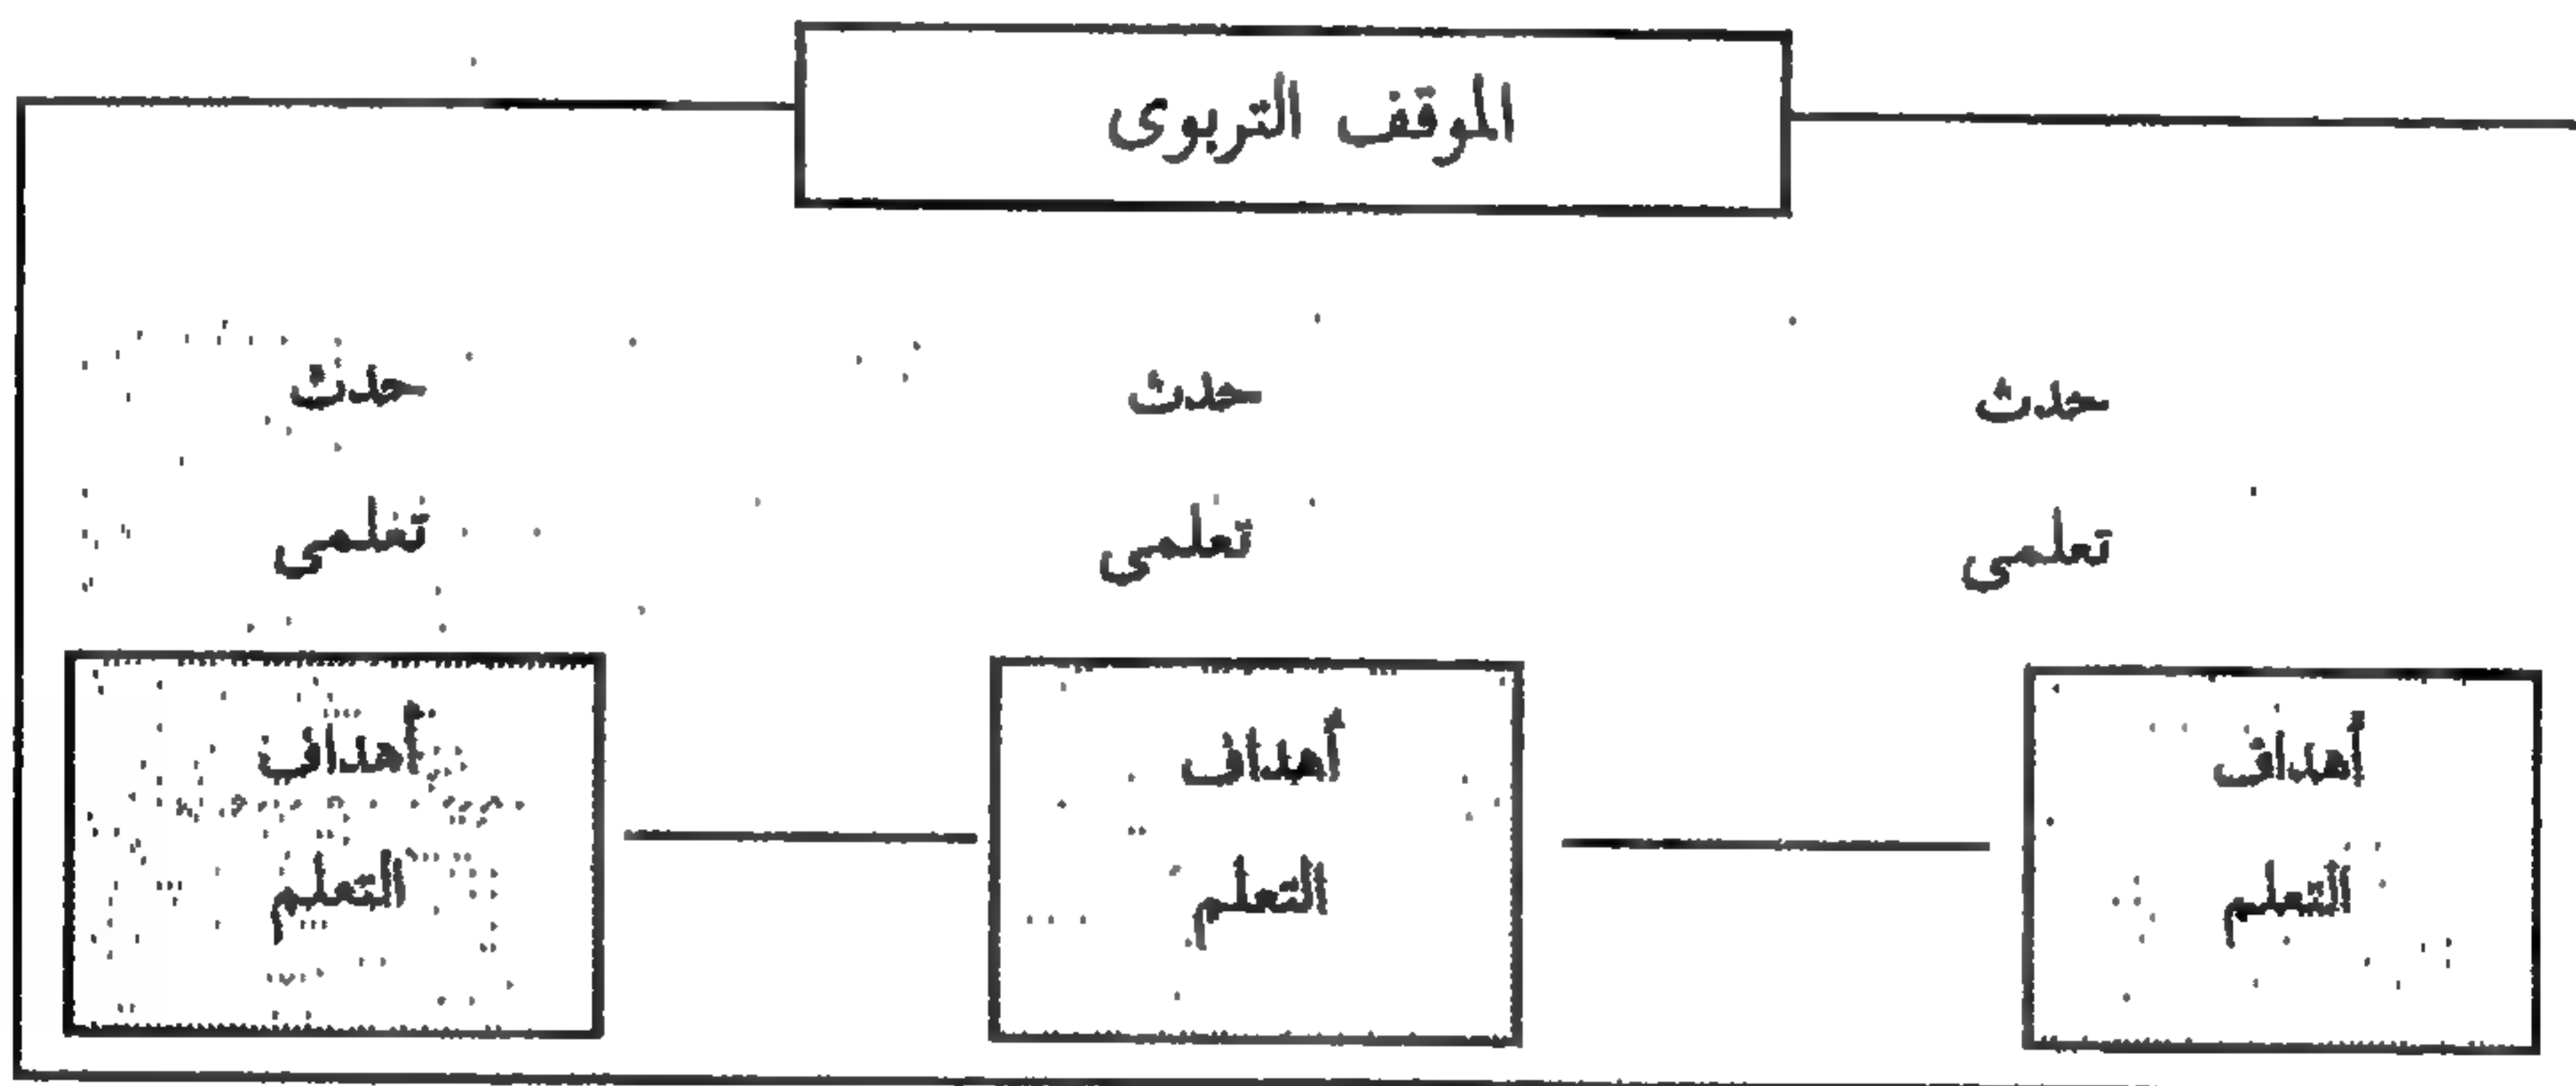 الموقف التربوى
حدث حدث حدث
تعلمى تعلمى تعلمى
أهداف أهداف أهداف
التعلم التعلم التعلم